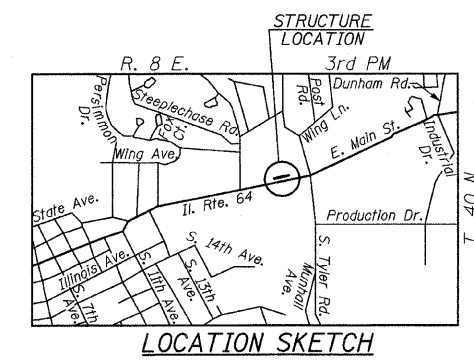 STRUCTURE
LOCATION
R. 8 E.
3rd PM
Persimmon
Dr.
Steeplechase Rd.
Fox
Ct.
Wing Ave.
Post
Rd.
Wing Ln.
Dunham Rd.
E. Main St.
Industrial
Dr.
T 40 N
State Ave.
Il. Rte. 64
Production Dr.
Illinois Ave.
S. 7th
Ave.
S. 11th Ave.
S. 13th
Ave.
S. 14th Ave.
Munhall
Ave.
S Tyler Rd.
LOCATION SKETCH